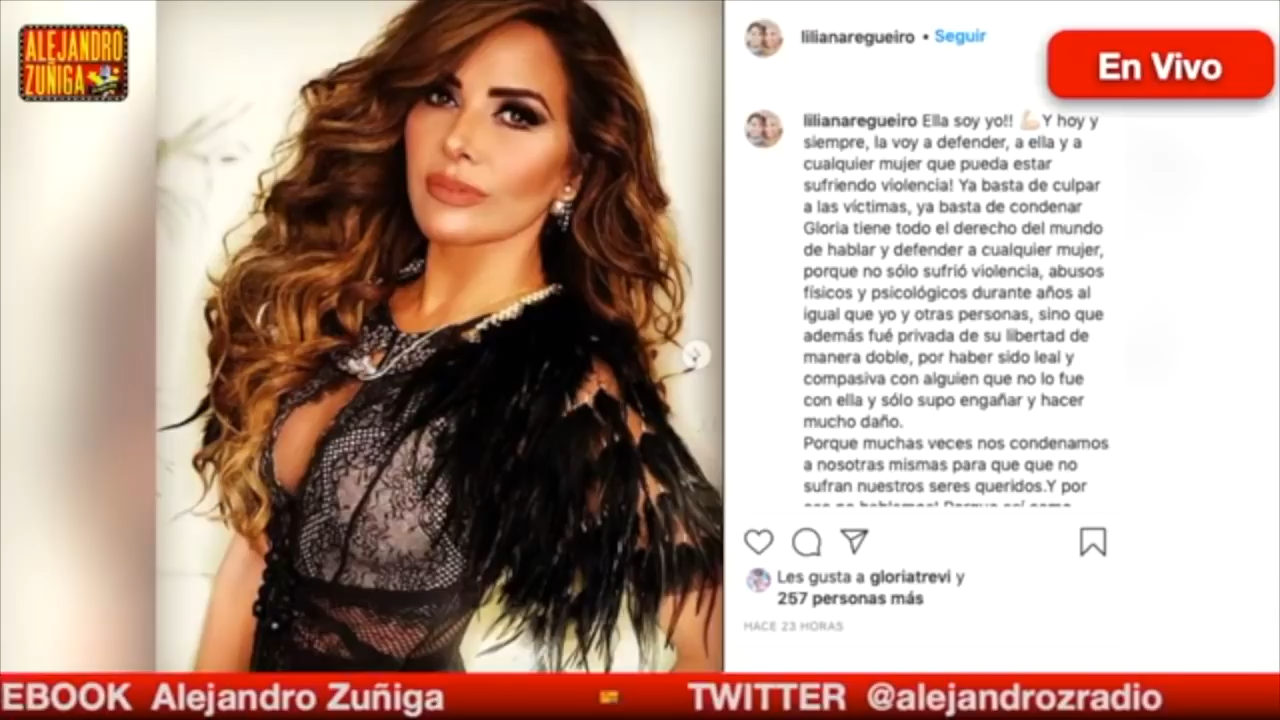 ALEJANDRO
ZUÑIGA
lilianaregueiro • Seguir
En Vivo
lilianaregueiro Ella soy yo!! 💪🏻Y hoy y
siempre, la voy a defender, a ella y a
cualquier mujer que pueda estar
sufriendo violencia! Ya basta de culpar
a las víctimas, ya basta de condenar
Gloria tiene todo el derecho del mundo
de hablar y defender a cualquier mujer,
porque no sólo sufrió violencia, abusos
físicos y psicológicos durante años al
igual que yo y otras personas, sino que
además fué privada de su libertad de
manera doble, por haber sido leal y
compasiva con alguien que no lo fue
con ella y sólo supo engañar y hacer
mucho daño.
Porque muchas veces nos condenamos
a nosotras mismas para que que no
sufran nuestros seres queridos.Y por
Les gusta a gloriatrevi y
257 personas más
HACE 23 HORAS
EBOOK Alejandro Zuñiga TWITTER @alejandrozradio